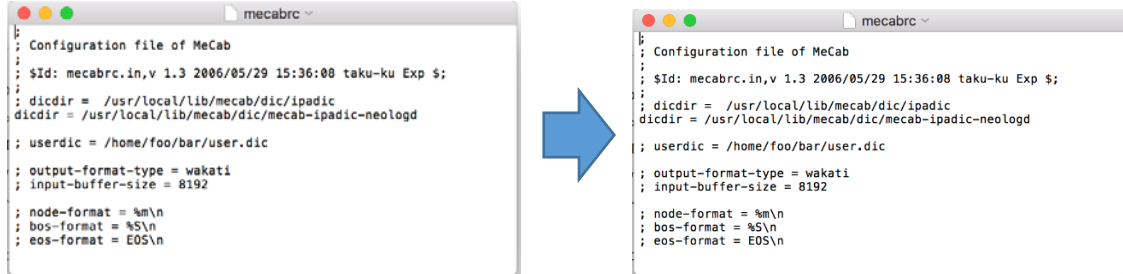 mecabrc
;
; Configuration file of MeCab
;
; $Id: mecabrc.in,v 1.3 2006/05/29 15:36:08 taku-ku Exp $;
;
; dicdir =  /usr/local/lib/mecab/dic/ipadic
dicdir = /usr/local/lib/mecab/dic/mecab-ipadic-neologd
; userdic = /home/foo/bar/user.dic
; output-format-type = wakati
; input-buffer-size = 8192
; node-format = %m\n
; bos-format = %S\n
; eos-format = EOS\n
mecabrc
;
; Configuration file of MeCab
;
; $Id: mecabrc.in,v 1.3 2006/05/29 15:36:08 taku-ku Exp $;
;
; dicdir =  /usr/local/lib/mecab/dic/ipadic
dicdir = /usr/local/lib/mecab/dic/mecab-ipadic-neologd
; userdic = /home/foo/bar/user.dic
; output-format-type = wakati
; input-buffer-size = 8192
; node-format = %m\n
; bos-format = %S\n
; eos-format = EOS\n